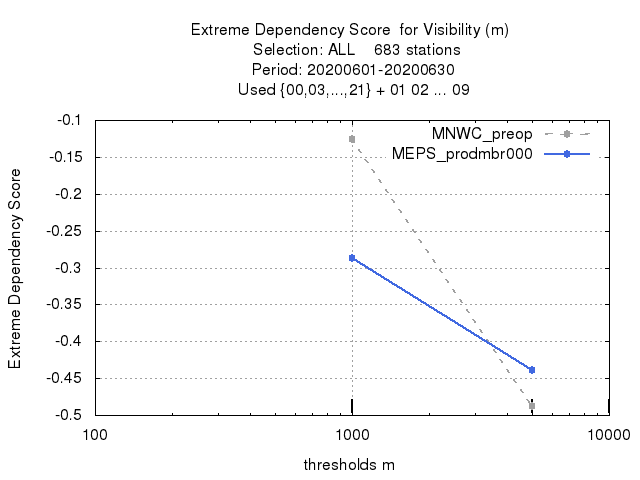 Extreme Dependency Score  for Visibility (m)
Selection: ALL    683 stations
Period: 20200601-20200630
Used {00,03,...,21} + 01 02 ... 09
MNWC_preop
MEPS_prodmbr000
Extreme Dependency Score
-0.1
-0.15
-0.2
-0.25
-0.3
-0.35
-0.4
-0.45
-0.5
100
1000
10000
thresholds m